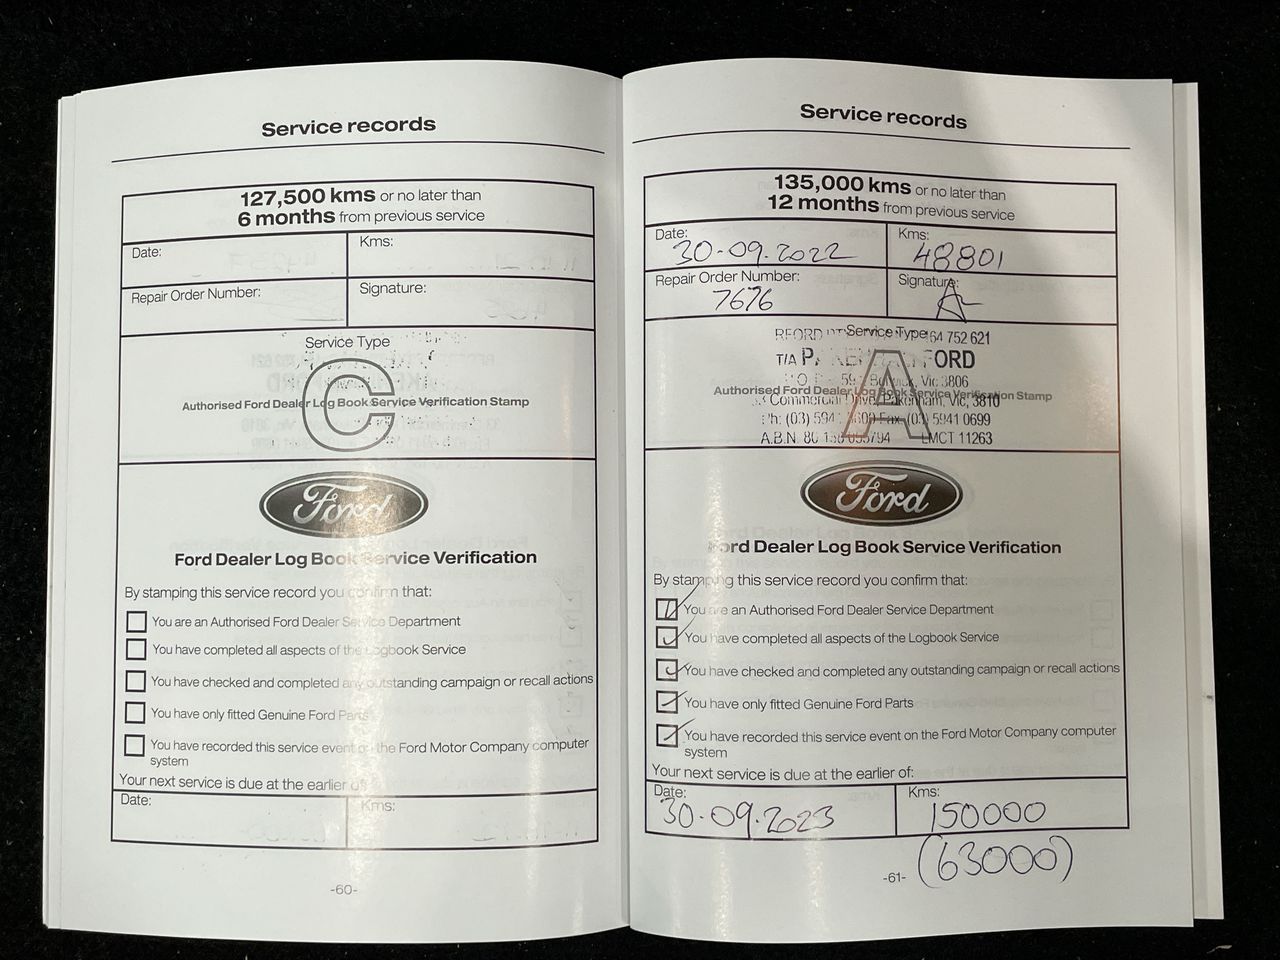 Service records
127,500 kms or no later than
6 months from previous service
Date:
Kms:
Repair Order Number:
Signature:
Service Type
C
Authorised Ford Dealer Log Book Service Verification Stamp
Ford
Ford Dealer Log Book Service Verification
By stamping this service record you confirm that:
You are an Authorised Ford Dealer Service Department
You have completed all aspects of the Logbook Service
You have checked and completed any outstanding campaign or recall actions
You have only fitted Genuine Ford Parts
You have recorded this service event on the Ford Motor Company computer
system
Your next service is due at the earlier of:
Date:
Kms:
-60-
Service records
135,000 kms or no later than
12 months from previous service
Date:
30-09.2022
Kms:
48801
Repair Order Number:
7676
Signature:
Service Type
64 752 621
T/A FORD
A
Vic 3806
Authorised Ford Dealer Log Book Service Verification Stamp
Commercial Drive, Pakenham, Vic, 3810
Ph: (03) Fax (03) 5941 0699
A.B.N. LMCT 11263
Ford
Ford Dealer Log Book Service Verification
By stamping this service record you confirm that:
You are an Authorised Ford Dealer Service Department
You have completed all aspects of the Logbook Service
You have checked and completed any outstanding campaign or recall actions
You have only fitted Genuine Ford Parts
You have recorded this service event on the Ford Motor Company computer
system
Your next service is due at the earlier of:
Date:
30-09.2023
Kms:
150000
-61-
(63000)